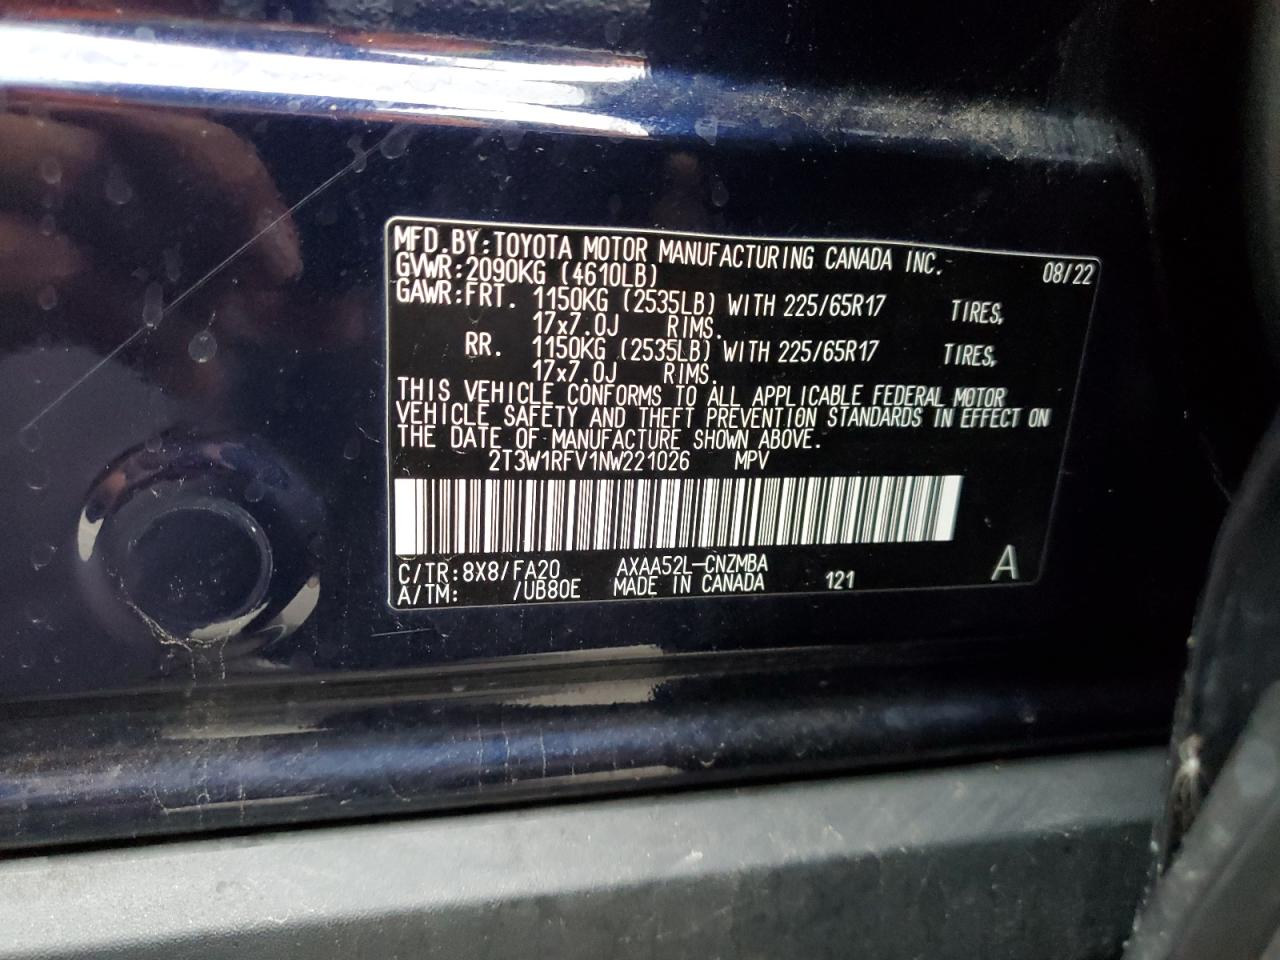 MFD.BY:TOYOTA MOTOR MANUFACTURING CANADA INC. 08/22
GVWR:2090KG (4610LB)
GAWR:FRT. 1150KG (2535LB) WITH 225/65R17 TIRES,
17x7.0J RIMS.
RR. 1150KG (2535LB) WITH 225/65R17 TIRES,
17x7.0J RIMS.
THIS VEHICLE CONFORMS TO ALL APPLICABLE FEDERAL MOTOR
VEHICLE SAFETY AND THEFT PREVENTION STANDARDS IN EFFECT ON
THE DATE OF MANUFACTURE SHOWN ABOVE.
2T3W1RFV1NW221026 MPV
C/TR:8X8/FA20 AXAA52L-CNZMBA
A/TM: /UB80E MADE IN CANADA 121 A